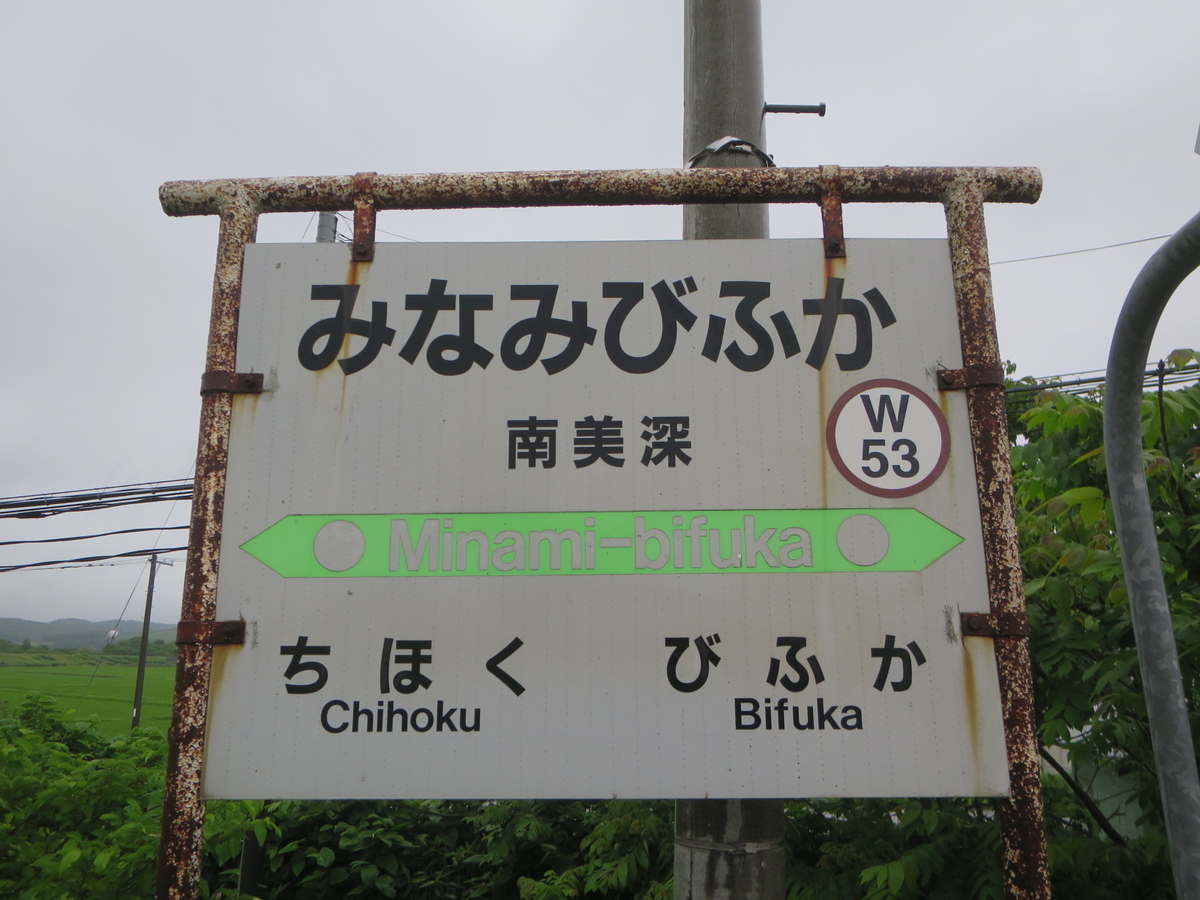 みなみびふか
南美深
W
53
Minami-bifuka
ちほく びふか
Chihoku Bifuka